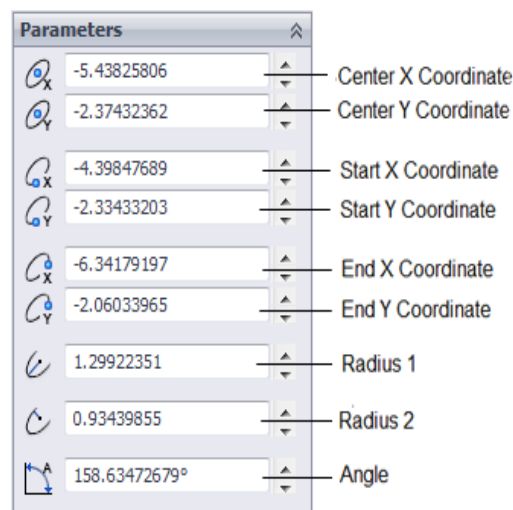 Parameters
X -5.43825806 Center X Coordinate
Y -2.37432362 Center Y Coordinate
X -4.39847689 Start X Coordinate
Y -2.33433203 Start Y Coordinate
X -6.34179197 End X Coordinate
Y -2.06033965 End Y Coordinate
1.29922351 Radius 1
0.93439855 Radius 2
A 158.63472679° Angle